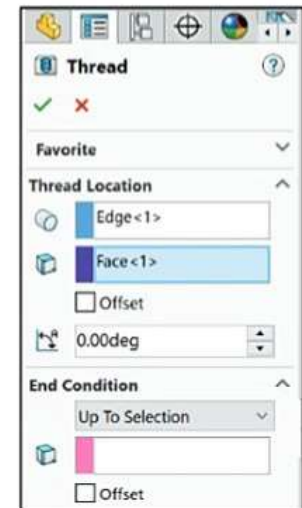 Thread
?
Favorite
Thread Location
Edge<1>
Face<1>
Offset
0.00deg
End Condition
Up To Selection
Offset